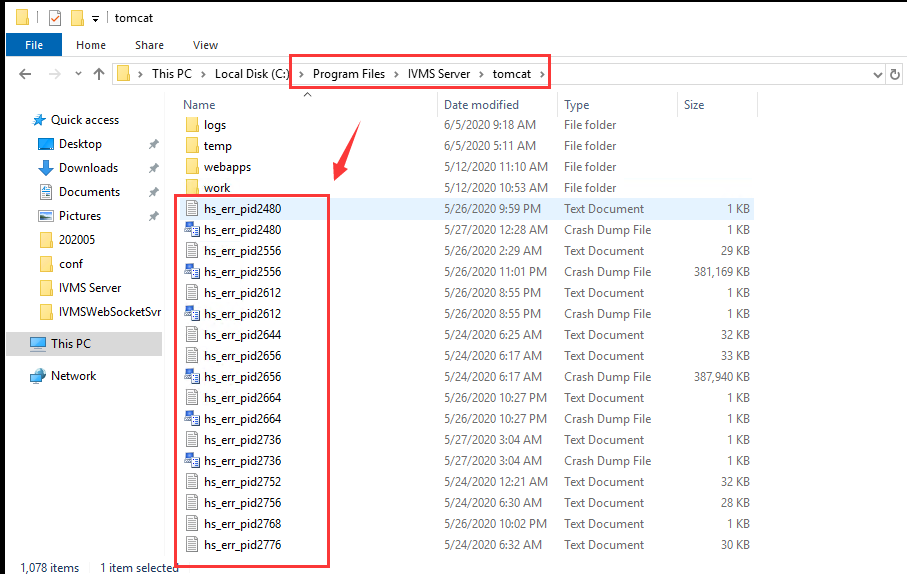 tomcat
File Home Share View
This PC Local Disk (C:) Program Files IVMS Server tomcat
Name Date modified Type Size
Quick access
Desktop
Downloads
Documents
Pictures
202005
conf
IVMS Server
IVMSWebSocketSvr
This PC
Network
logs 6/5/2020 9:18 AM File folder
temp 6/5/2020 5:11 AM File folder
webapps 5/12/2020 11:10 AM File folder
work 5/12/2020 10:53 AM File folder
hs_err_pid2480 5/26/2020 9:59 PM Text Document 1 KB
hs_err_pid2480 5/27/2020 12:28 AM Crash Dump File 1 KB
hs_err_pid2556 5/26/2020 2:29 AM Text Document 29 KB
hs_err_pid2556 5/26/2020 11:01 PM Crash Dump File 381,169 KB
hs_err_pid2612 5/26/2020 8:55 PM Text Document 1 KB
hs_err_pid2612 5/26/2020 8:55 PM Crash Dump File 1 KB
hs_err_pid2644 5/24/2020 6:25 AM Text Document 32 KB
hs_err_pid2656 5/24/2020 6:17 AM Text Document 33 KB
hs_err_pid2656 5/24/2020 6:17 AM Crash Dump File 387,940 KB
hs_err_pid2664 5/26/2020 10:27 PM Text Document 1 KB
hs_err_pid2664 5/26/2020 10:27 PM Crash Dump File 1 KB
hs_err_pid2736 5/27/2020 3:04 AM Text Document 1 KB
hs_err_pid2736 5/27/2020 3:04 AM Crash Dump File 1 KB
hs_err_pid2752 5/24/2020 12:21 AM Text Document 32 KB
hs_err_pid2756 5/24/2020 6:30 AM Text Document 28 KB
hs_err_pid2768 5/26/2020 10:02 PM Text Document 1 KB
hs_err_pid2776 5/24/2020 6:32 AM Text Document 30 KB
1,078 items 1 item selected